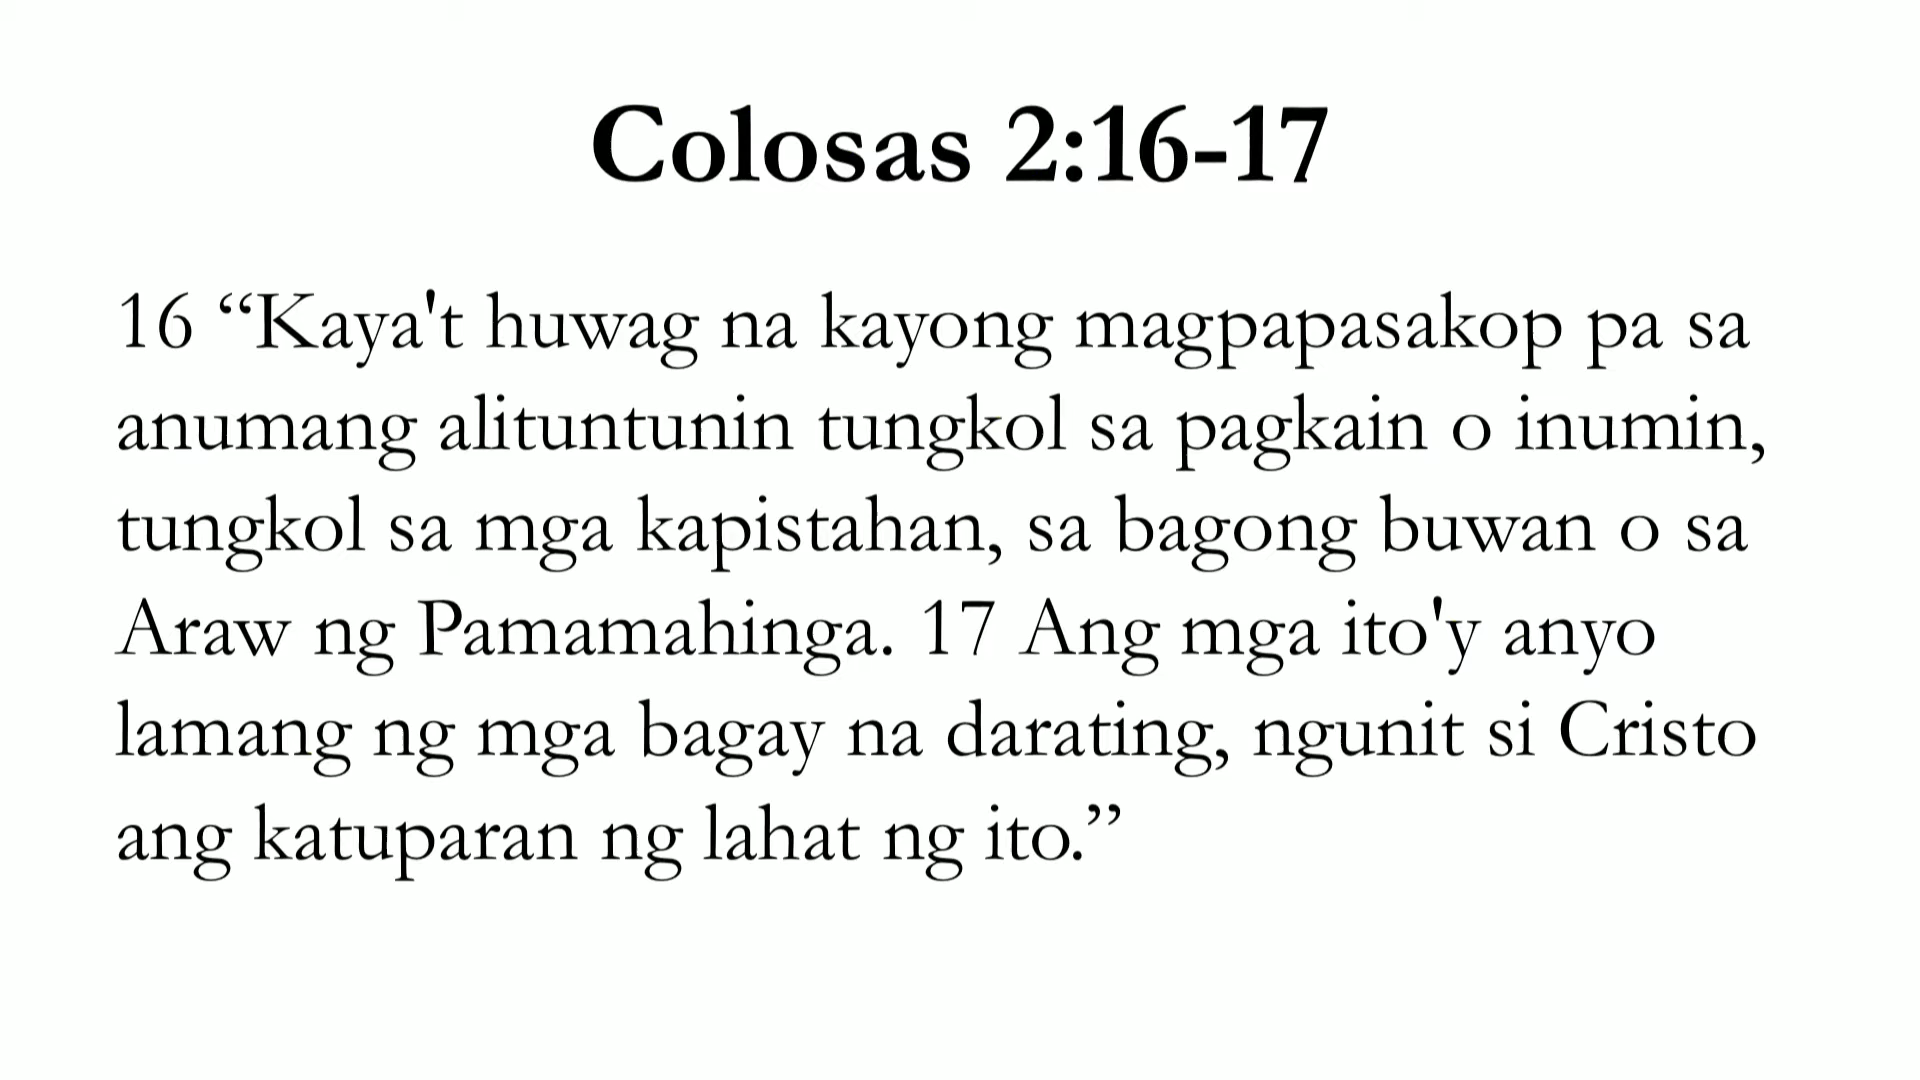 Colosas 2:16-17
16 “Kaya't huwag na kayong magpapasakop pa sa
anumang alituntunin tungkol sa pagkain o inumin,
tungkol sa mga kapistahan, sa bagong buwan o sa
Araw ng Pamamahinga. 17 Ang mga ito'y anyo
lamang ng mga bagay na darating, ngunit si Cristo
ang katuparan ng lahat ng ito.”